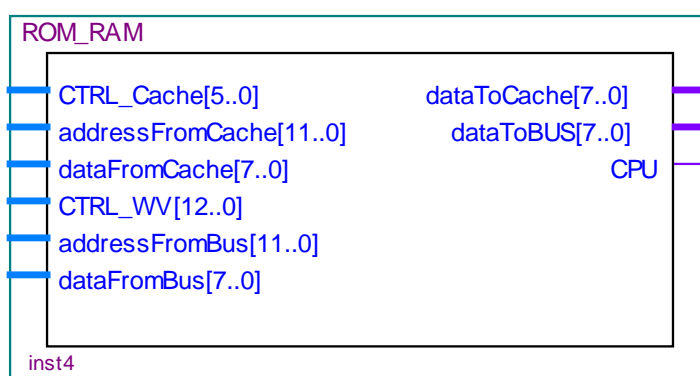 ROM_RAM
CTRL_Cache[5..0] dataToCache[7..0]
addressFromCache[11..0] dataToBUS[7..0]
dataFromCache[7..0] CPU
CTRL_WV[12..0]
addressFromBus[11..0]
dataFromBus[7..0]
inst4